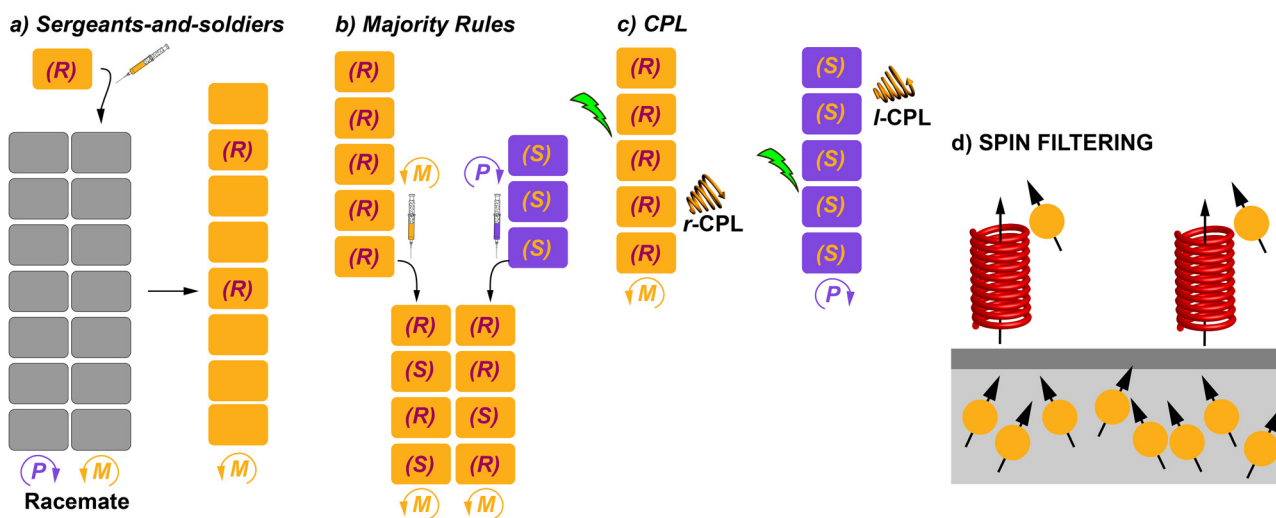 a) Sergeants-and-soldiers
(R)
(R)
(R)
P
M
Racemate
M
b) Majority Rules
(R)
(R)
(R)
(R)
(R)
M
P
(S)
(S)
(S)
(R) (R)
(S) (R)
(R) (S)
(S) (R)
M
M
c) CPL
(R)
(R)
(R)
(R)
(R)
M
r-CPL
(S)
(S)
(S)
(S)
(S)
P
l-CPL
d) SPIN FILTERING